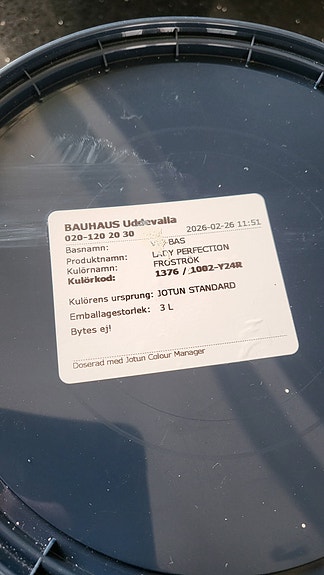 BAUHAUS Uddevalla
020-120 20 30 2026-02-26 11:51
Basnamn: BAS
Produktnamn: LADY PERFECTION
Kulörnamn: FROSTRÖK
Kulörkod: 1376 / 1002-Y24R
Kulörens ursprung: JOTUN STANDARD
Emballagestorlek: 3 L
Bytes ej!
Doserad med Jotun Colour Manager